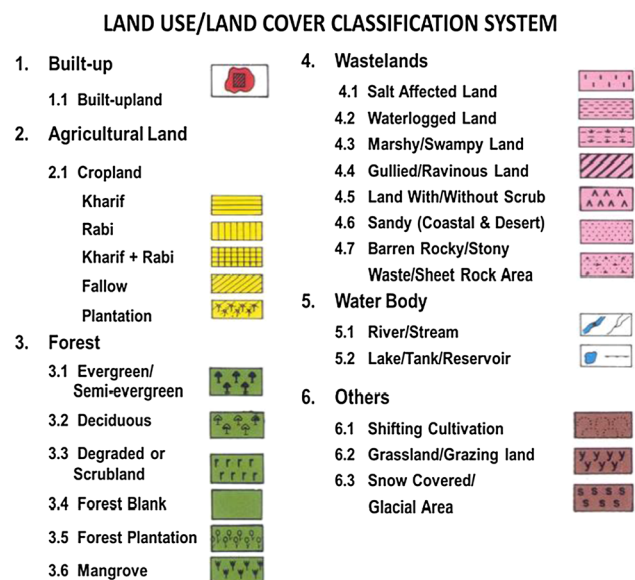 LAND USE/LAND COVER CLASSIFICATION SYSTEM
1. Built-up
1.1 Built-upland
2. Agricultural Land
2.1 Cropland
Kharif
Rabi
Kharif + Rabi
Fallow
Plantation
3. Forest
3.1 Evergreen/
Semi-evergreen
3.2 Deciduous
3.3 Degraded or
Scrubland
3.4 Forest Blank
3.5 Forest Plantation
3.6 Mangrove
4. Wastelands
4.1 Salt Affected Land
4.2 Waterlogged Land
4.3 Marshy/Swampy Land
4.4 Gullied/Ravinous Land
4.5 Land With/Without Scrub
4.6 Sandy (Coastal & Desert)
4.7 Barren Rocky/Stony
Waste/Sheet Rock Area
5. Water Body
5.1 River/Stream
5.2 Lake/Tank/Reservoir
6. Others
6.1 Shifting Cultivation
6.2 Grassland/Grazing land
6.3 Snow Covered/
Glacial Area